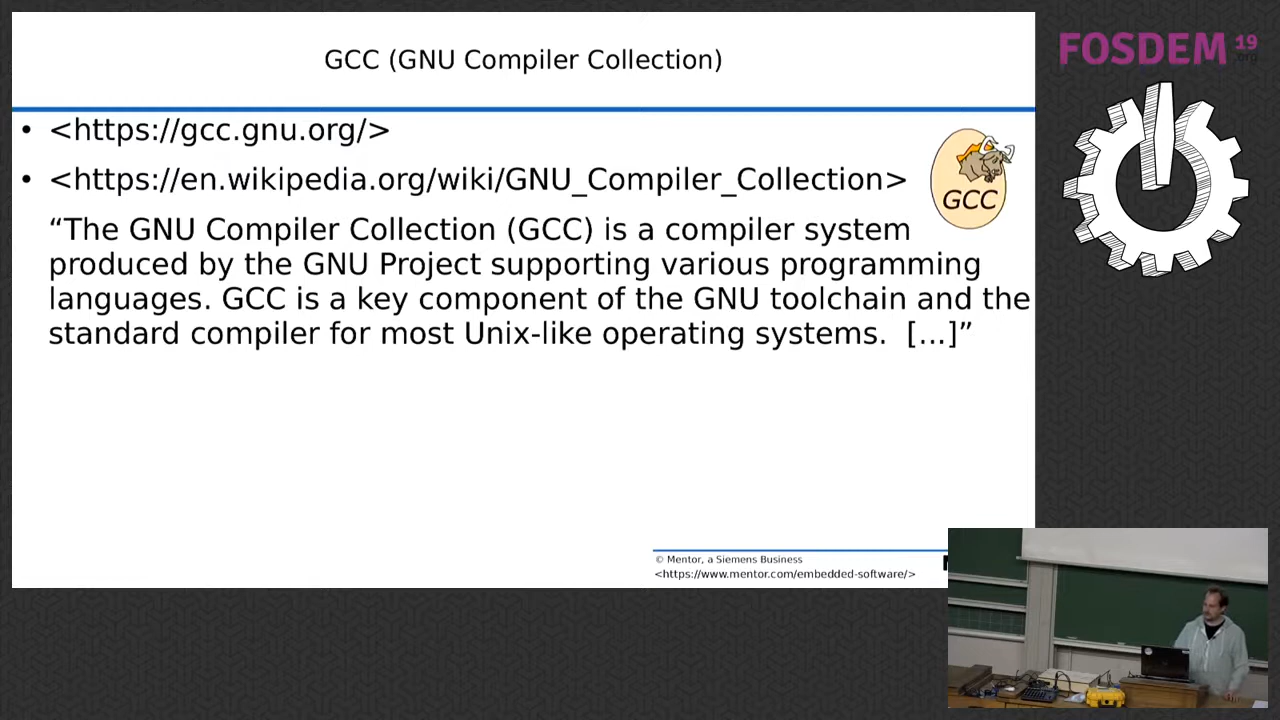 GCC (GNU Compiler Collection)
FOSDEM 19
.org
• <https://gcc.gnu.org/>
• <https://en.wikipedia.org/wiki/GNU_Compiler_Collection>
GCC
“The GNU Compiler Collection (GCC) is a compiler system
produced by the GNU Project supporting various programming
languages. GCC is a key component of the GNU toolchain and the
standard compiler for most Unix-like operating systems. [...]”
© Mentor, a Siemens Business
<https://www.mentor.com/embedded-software/>